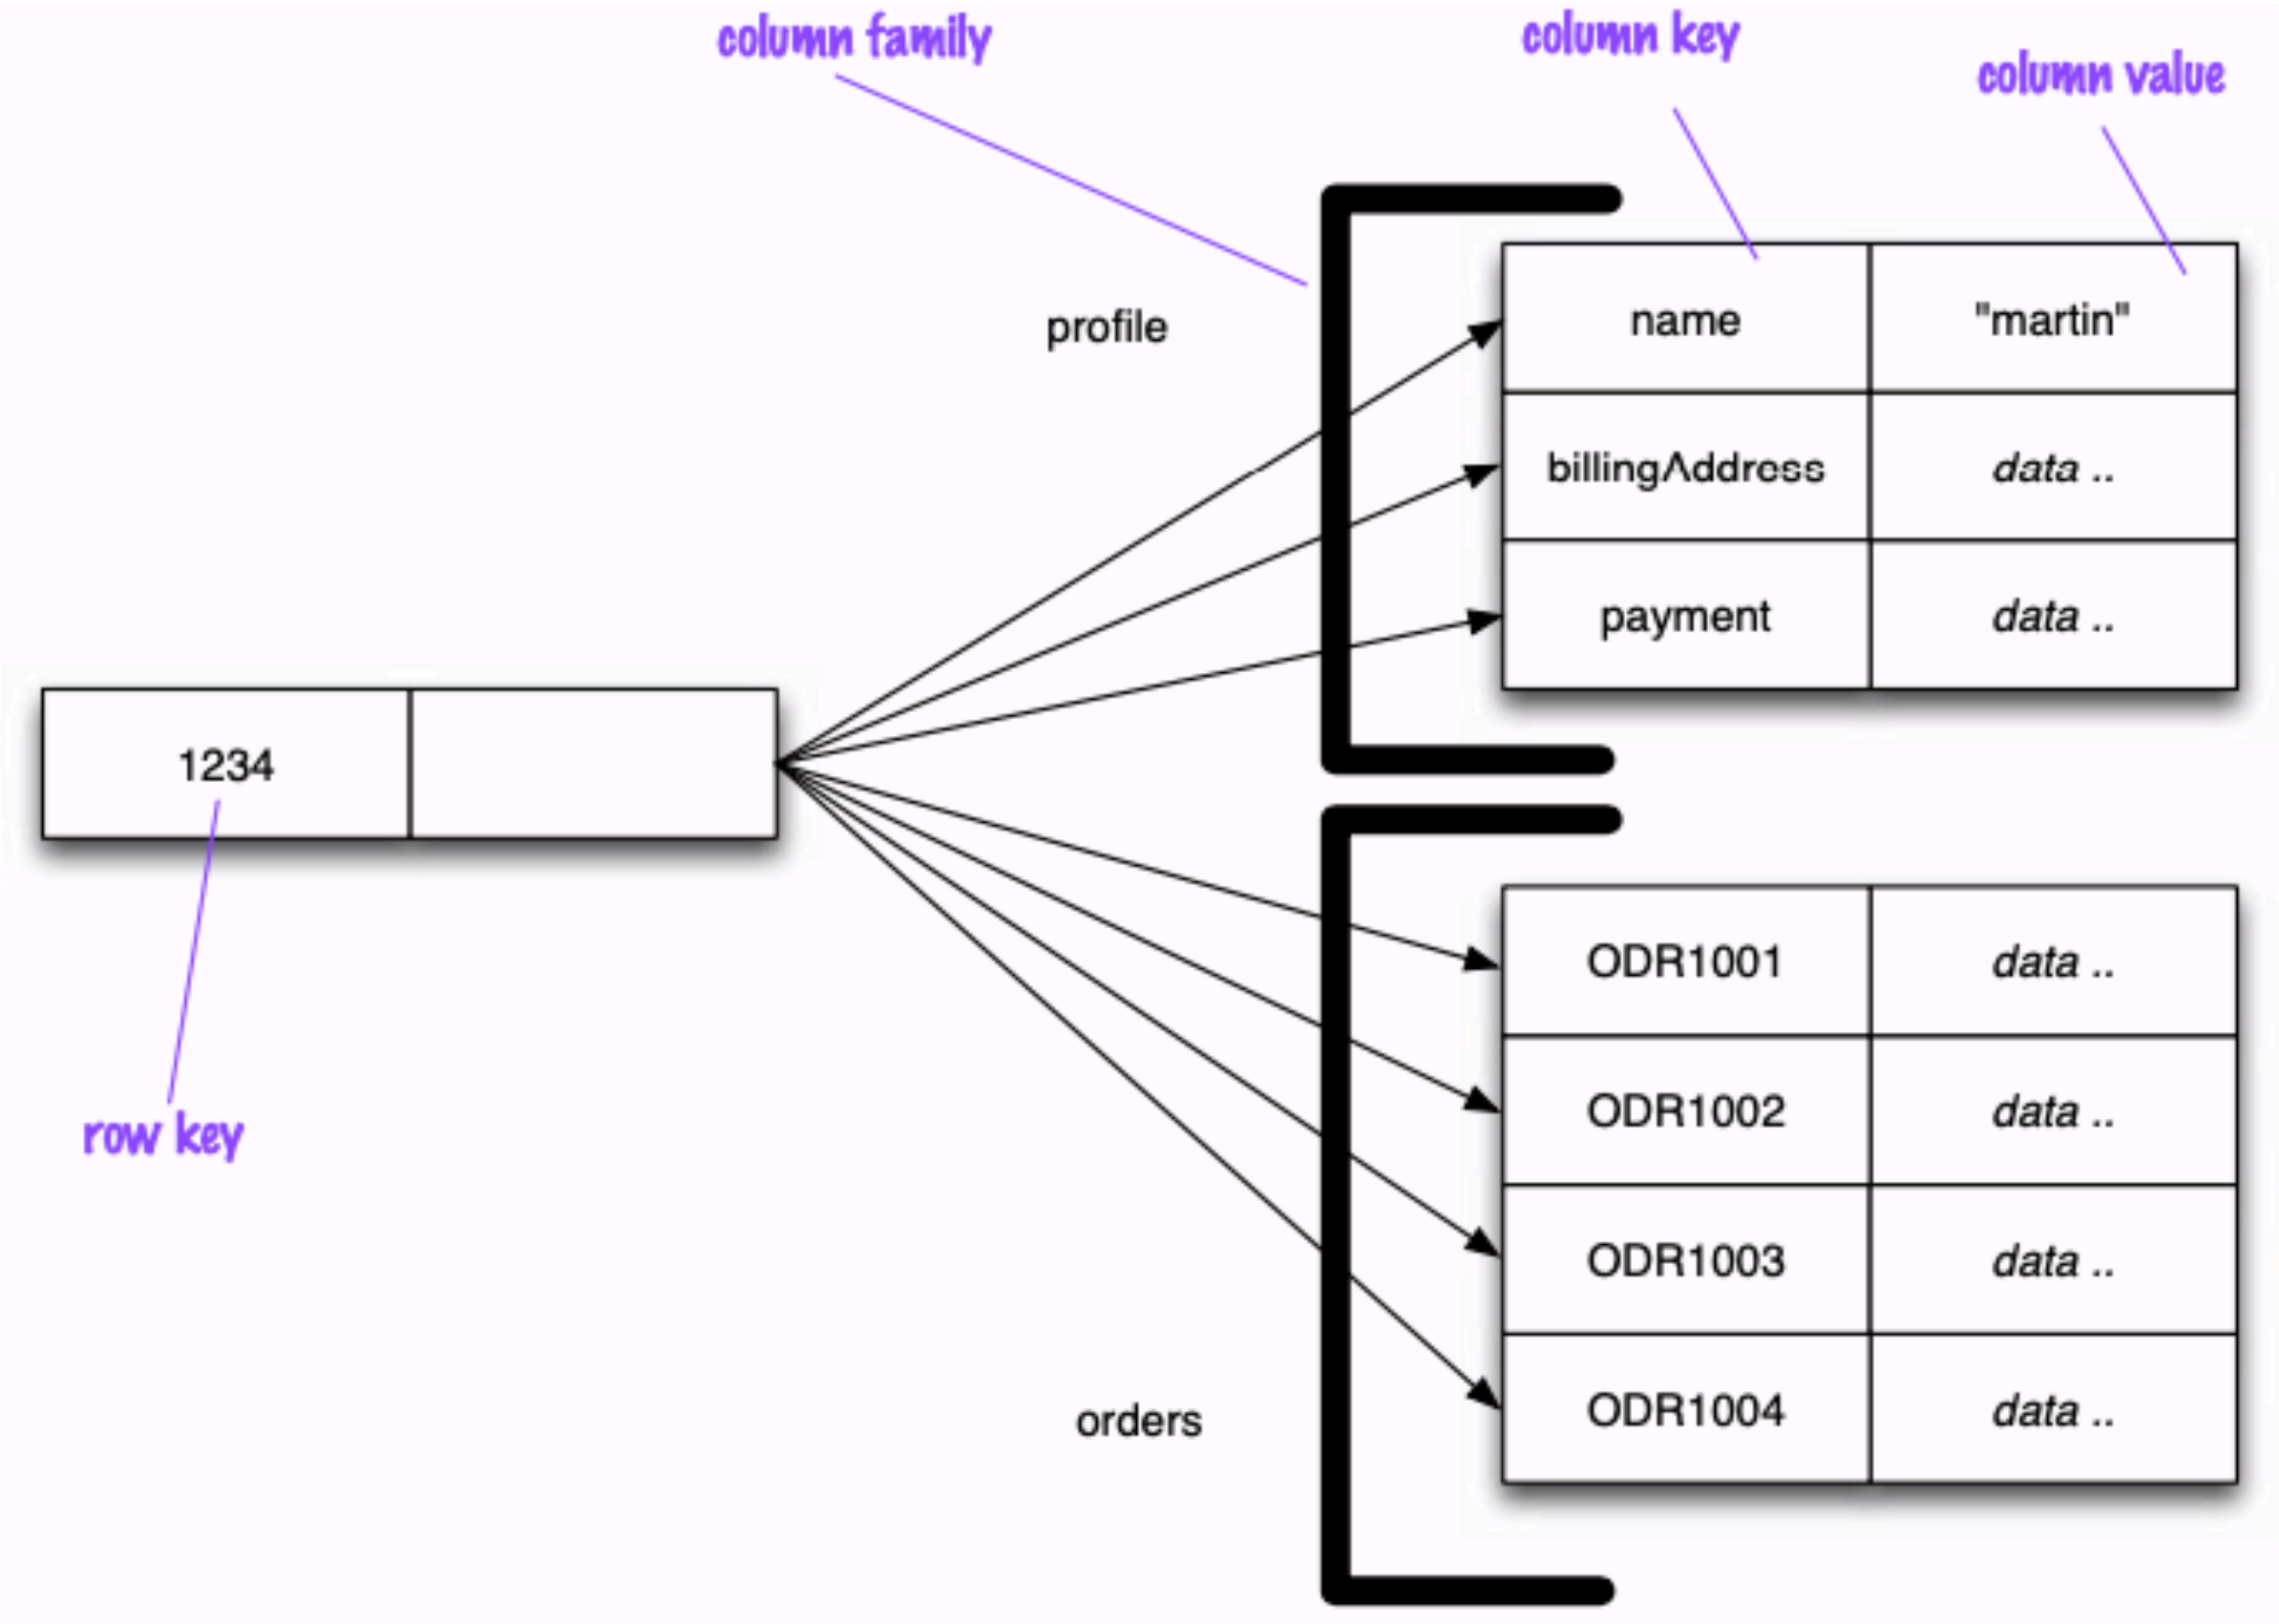 column family
column key
column value
profile
name
"martin"
billingAddress
data ..
payment
data ..
1234
row key
ODR1001
data ..
ODR1002
data ..
ODR1003
data ..
ODR1004
data ..
orders